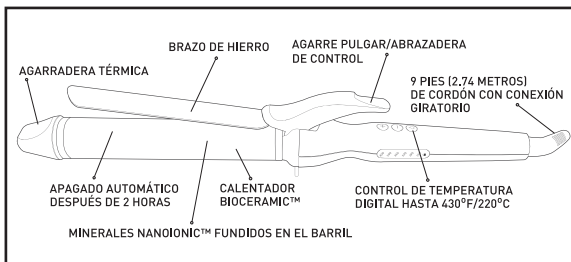 AGARRADERA TÉRMICA
BRAZO DE HIERRO
AGARRE PULGAR/ABRAZADERA
DE CONTROL
9 PIES (2,74 METROS)
DE CORDÓN CON CONEXIÓN
GIRATORIO
APAGADO AUTOMÁTICO
DESPUÉS DE 2 HORAS
CALENTADOR
BIOCERAMIC™
CONTROL DE TEMPERATURA
DIGITAL HASTA 430°F/220°C
MINERALES NANOIONIC™ FUNDIDOS EN EL BARRIL